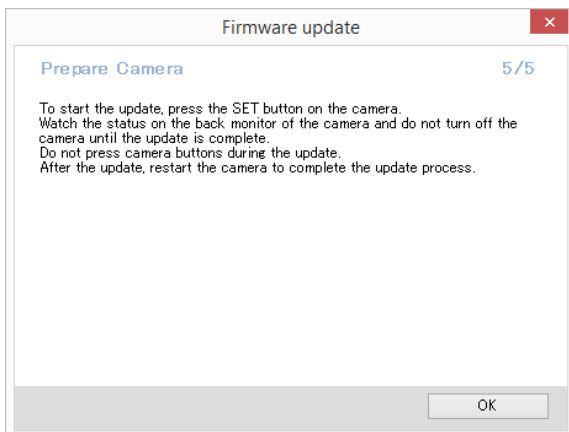 Firmware update
Prepare Camera 5/5
To start the update, press the SET button on the camera.
Watch the status on the back monitor of the camera and do not turn off the
camera until the update is complete.
Do not press camera buttons during the update.
After the update, restart the camera to complete the update process.
OK